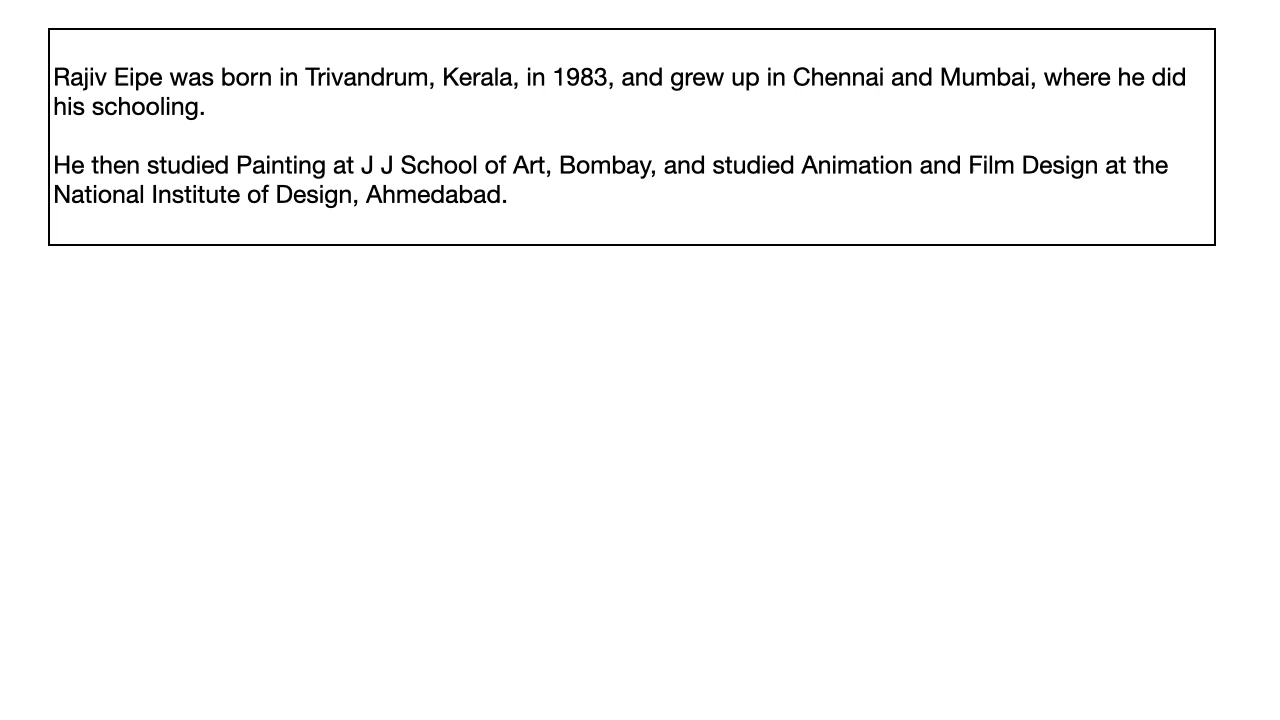 Rajiv Eipe was born in Trivandrum, Kerala, in 1983, and grew up in Chennai and Mumbai, where he did
his schooling.
He then studied Painting at J J School of Art, Bombay, and studied Animation and Film Design at the
National Institute of Design, Ahmedabad.